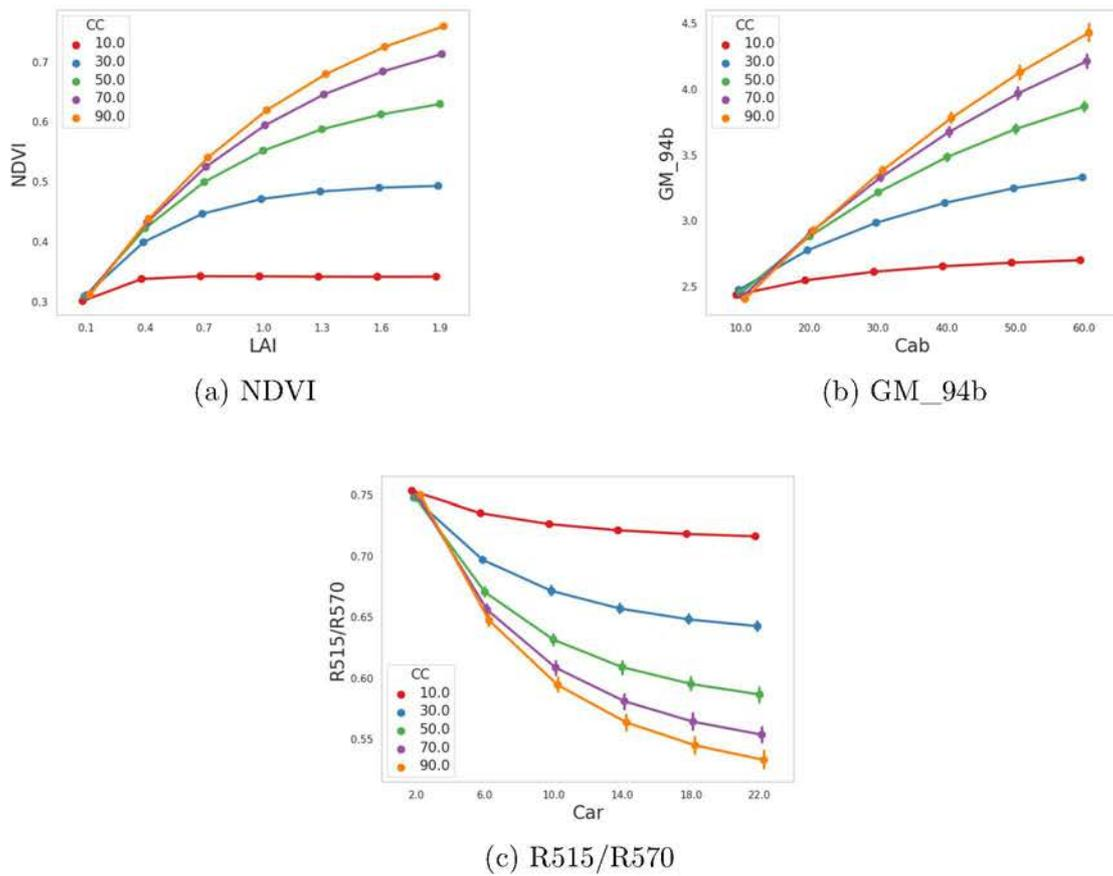 CC
10.0
30.0
50.0
70.0
90.0
NDVI
0.7
0.6
0.5
0.4
0.3
0.1 0.4 0.7 1.0 1.3 1.6 1.9
LAI
(a) NDVI
CC
10.0
30.0
50.0
70.0
90.0
GM_94b
4.5
4.0
3.5
3.0
2.5
10.0 20.0 30.0 40.0 50.0 60.0
Cab
(b) GM_94b
R515/R570
0.75
0.70
0.65
0.60
0.55
CC
10.0
30.0
50.0
70.0
90.0
2.0 6.0 10.0 14.0 18.0 22.0
Car
(c) R515/R570